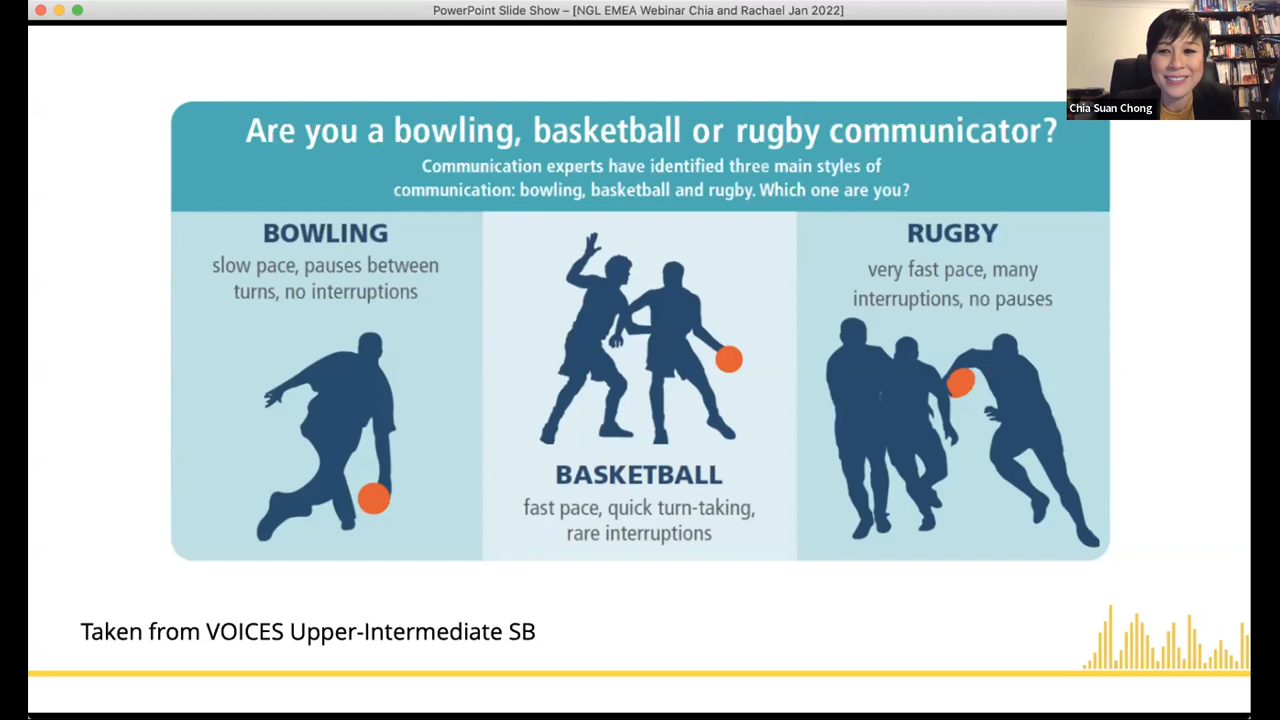 PowerPoint Slide Show – [NGL EMEA Webinar Chia and Rachael Jan 2022]
Chia Suan Chong
Are you a bowling, basketball or rugby communicator?
Communication experts have identified three main styles of
communication: bowling, basketball and rugby. Which one are you?
BOWLING
slow pace, pauses between
turns, no interruptions
BASKETBALL
fast pace, quick turn-taking,
rare interruptions
RUGBY
very fast pace, many
interruptions, no pauses
Taken from VOICES Upper-Intermediate SB